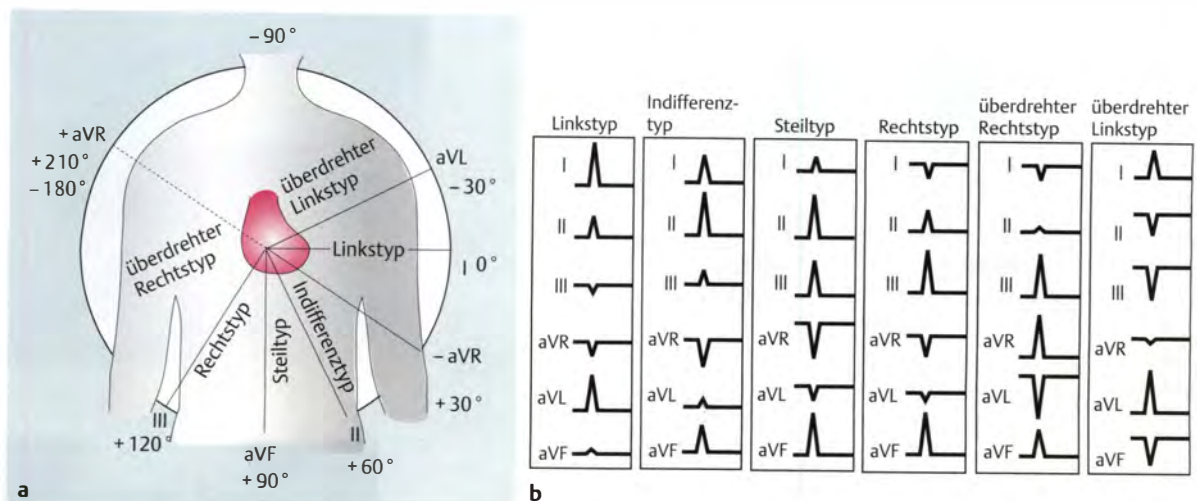 – 90°
+ aVR
+ 210°
– 180°
aVL
– 30°
überdrehter
Linkstyp
Linkstyp
I 0°
überdrehter
Rechtstyp
Rechtstyp
Steiltyp
Indifferenztyp
– aVR
+ 30°
III
+ 120°
aVF
+ 90°
II
+ 60°
a
Linkstyp
I
II
III
aVR
aVL
aVF
Indifferenz-
typ
I
II
III
aVR
aVL
aVF
Steiltyp
I
II
III
aVR
aVL
aVF
Rechtstyp
I
II
III
aVR
aVL
aVF
überdrehter
Rechtstyp
I
II
III
aVR
aVL
aVF
überdrehter
Linkstyp
I
II
III
aVR
aVL
aVF
b